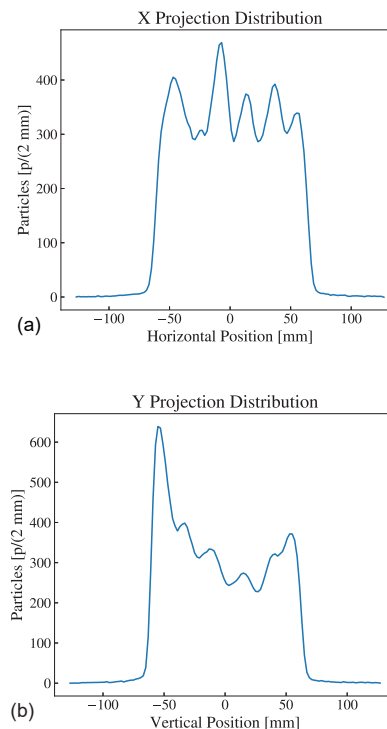 X Projection Distribution
400
300
200
100
0
Particles [p/(2 mm)]
−100 −50 0 50 100
Horizontal Position [mm]
(a)
Y Projection Distribution
600
500
400
300
200
100
0
Particles [p/(2 mm)]
−100 −50 0 50 100
Vertical Position [mm]
(b)